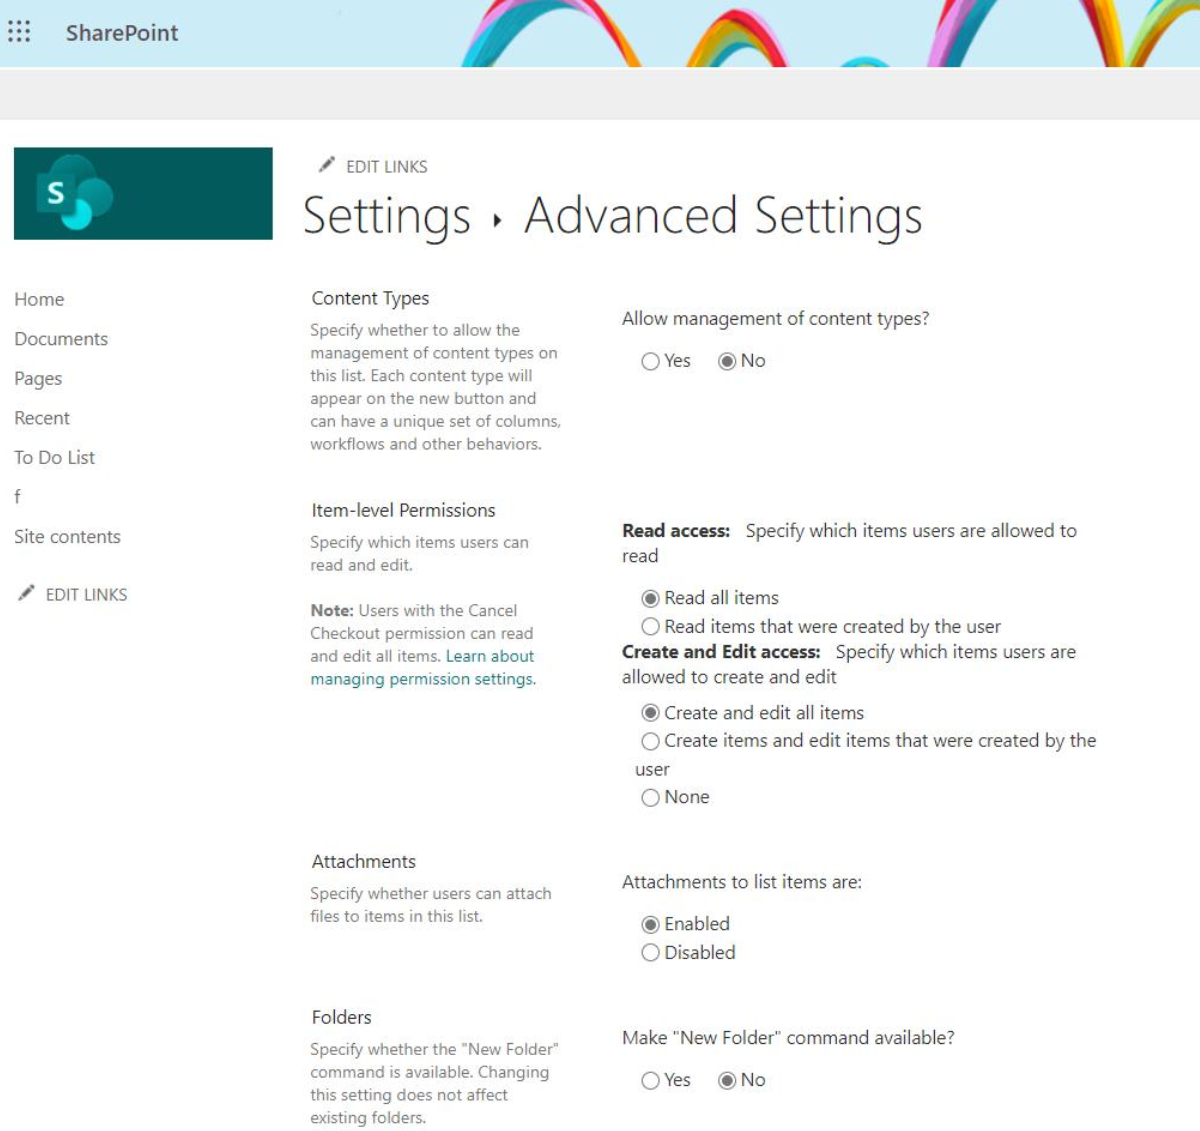 SharePoint
S
EDIT LINKS
Settings ▸ Advanced Settings
Home
Documents
Pages
Recent
To Do List
f
Site contents
EDIT LINKS
Content Types
Specify whether to allow the
management of content types on
this list. Each content type will
appear on the new button and
can have a unique set of columns,
workflows and other behaviors.
Allow management of content types?
Yes No
Item-level Permissions
Specify which items users can
read and edit.
Note: Users with the Cancel
Checkout permission can read
and edit all items. Learn about
managing permission settings.
Read access: Specify which items users are allowed to
read
Read all items
Read items that were created by the user
Create and Edit access: Specify which items users are
allowed to create and edit
Create and edit all items
Create items and edit items that were created by the
user
None
Attachments
Specify whether users can attach
files to items in this list.
Attachments to list items are:
Enabled
Disabled
Folders
Specify whether the "New Folder"
command is available. Changing
this setting does not affect
existing folders.
Make "New Folder" command available?
Yes No